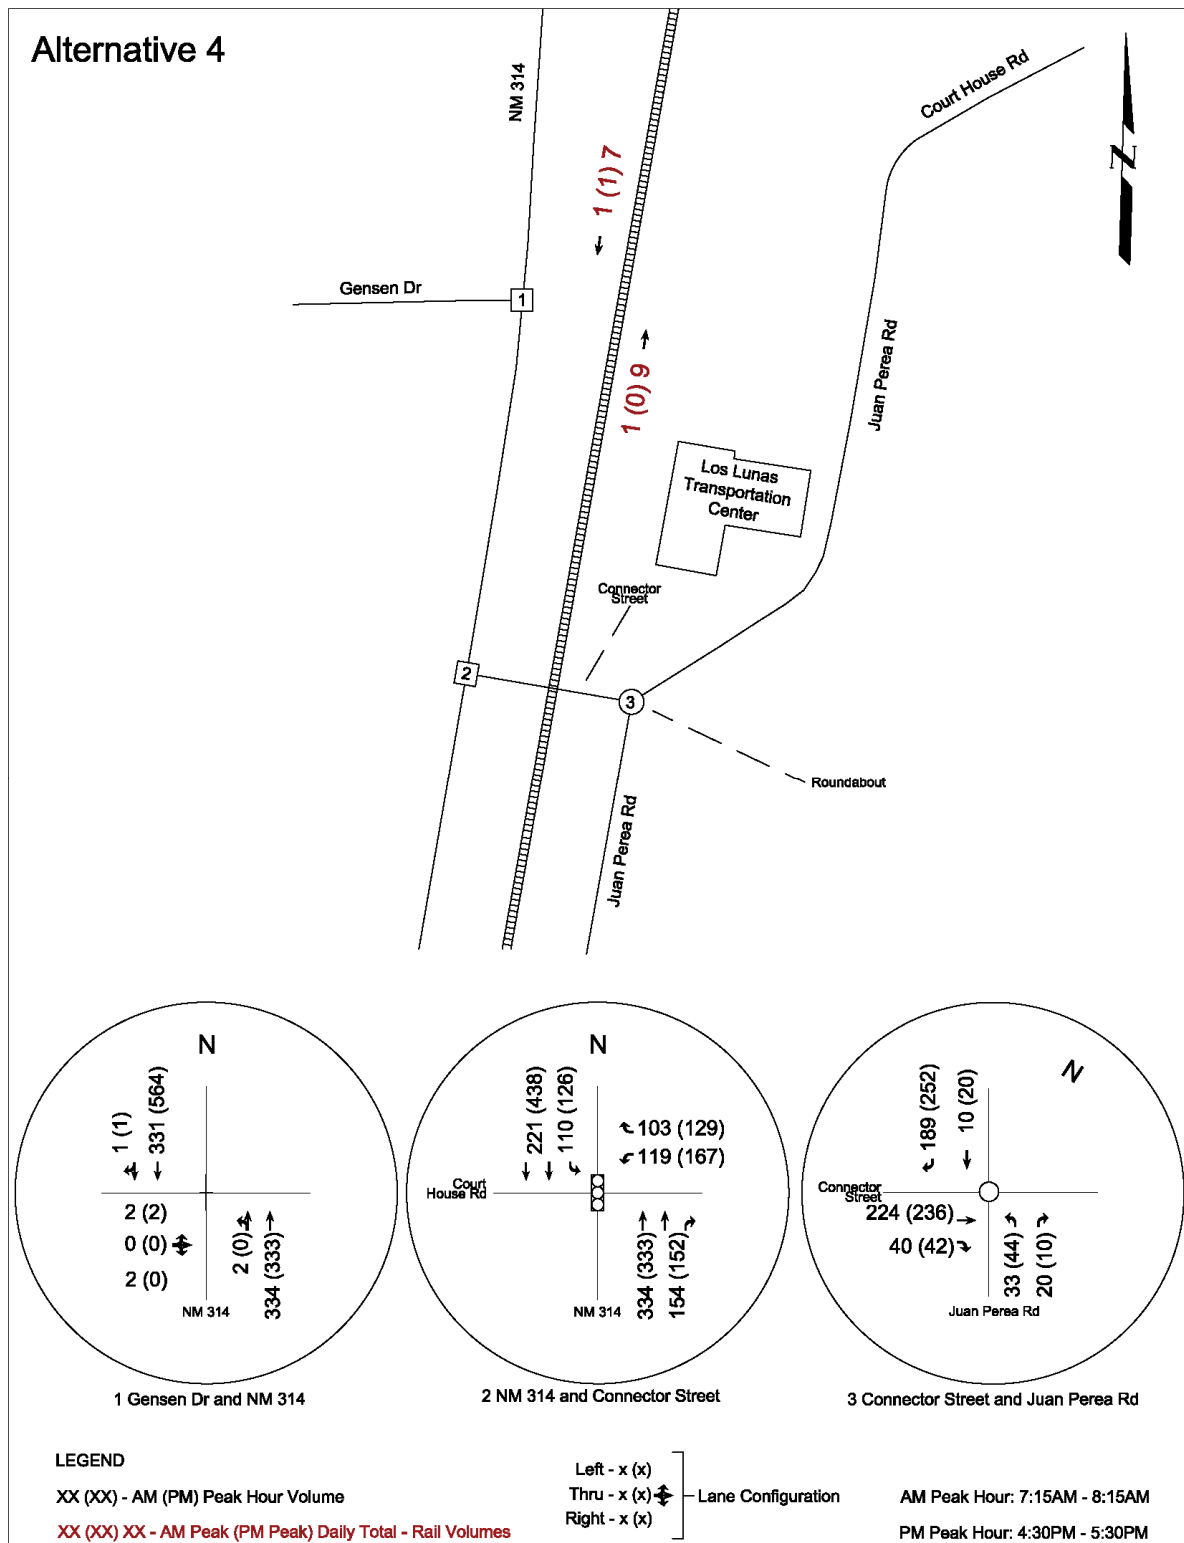 Alternative 4
NM 314
Court House Rd
N
1 (1) 7
Gensen Dr
1
1 (0) 9
Juan Perea Rd
Los Lunas
Transportation
Center
Connector
Street
2
3
Roundabout
Juan Perea Rd
N
1 (1)
331 (564)
2 (2)
0 (0)
2 (0)
2 (0)
334 (333)
NM 314
1 Gensen Dr and NM 314
N
221 (438)
110 (126)
103 (129)
119 (167)
Court
House Rd
334 (333)
154 (152)
NM 314
2 NM 314 and Connector Street
N
189 (252)
10 (20)
Connector
Street
224 (236)
40 (42)
33 (44)
20 (10)
Juan Perea Rd
3 Connector Street and Juan Perea Rd
LEGEND
XX (XX) - AM (PM) Peak Hour Volume
XX (XX) XX - AM Peak (PM Peak) Daily Total - Rail Volumes
Left - x (x)
Thru - x (x)
Right - x (x)
Lane Configuration
AM Peak Hour: 7:15AM - 8:15AM
PM Peak Hour: 4:30PM - 5:30PM